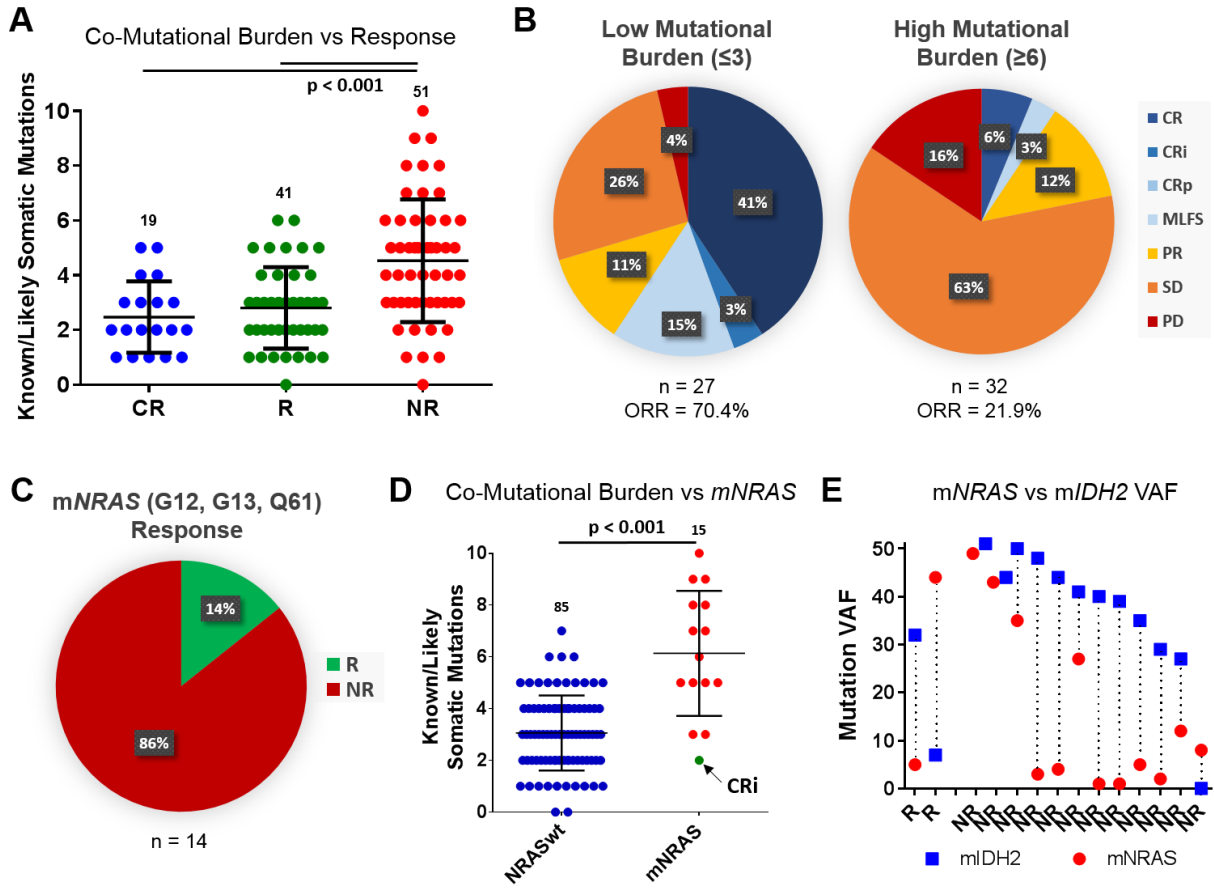 A
Co-Mutational Burden vs Response
p < 0.001
51
41
19
Known/Likely Somatic Mutations
10
8
6
4
2
0
CR
R
NR
B
Low Mutational
Burden (≤3)
4%
41%
26%
11%
15%
3%
n = 27
ORR = 70.4%
High Mutational
Burden (≥6)
6%
3%
16%
12%
63%
n = 32
ORR = 21.9%
CR
CRi
CRp
MLFS
PR
SD
PD
C
mNRAS (G12, G13, Q61)
Response
14%
86%
R
NR
n = 14
D
Co-Mutational Burden vs mNRAS
p < 0.001
15
85
Known/Likely
Somatic Mutations
10
8
6
4
2
0
CRi
NRASwt
mNRAS
E
mNRAS vs mIDH2 VAF
Mutation VAF
50
40
30
20
10
0
R
R
NR
NR
NR
NR
NR
NR
NR
NR
NR
NR
NR
NR
mIDH2
mNRAS